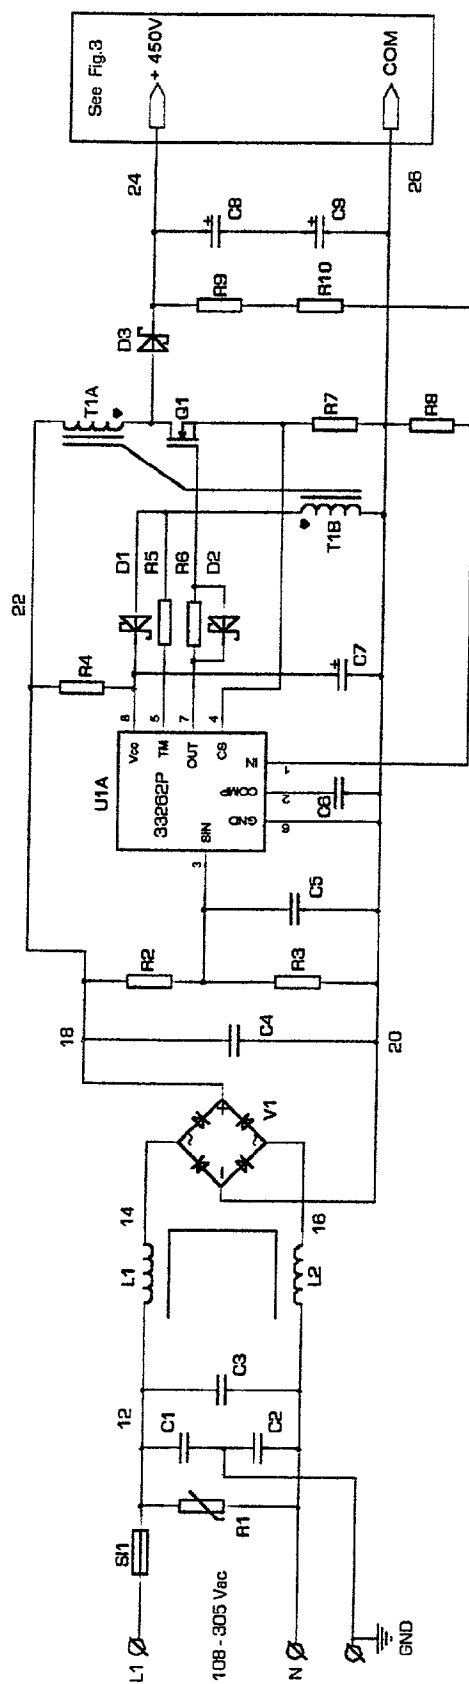 L1
108 - 305 Vac
N
GND
SI1
R1
12
C1
C2
C3
L1
L2
14
16
V1
18
20
C4
R2
R3
C5
22
U1A
33262P
SIN
3
Vcc
8
TM
5
OUT
7
CS
4
IN
1
COMP
2
GND
6
C6
R4
D1
R5
R6
D2
C7
T1A
T1B
Q1
R7
R8
D3
R9
R10
C8
C9
24
26
See Fig.3
+ 450V
COM